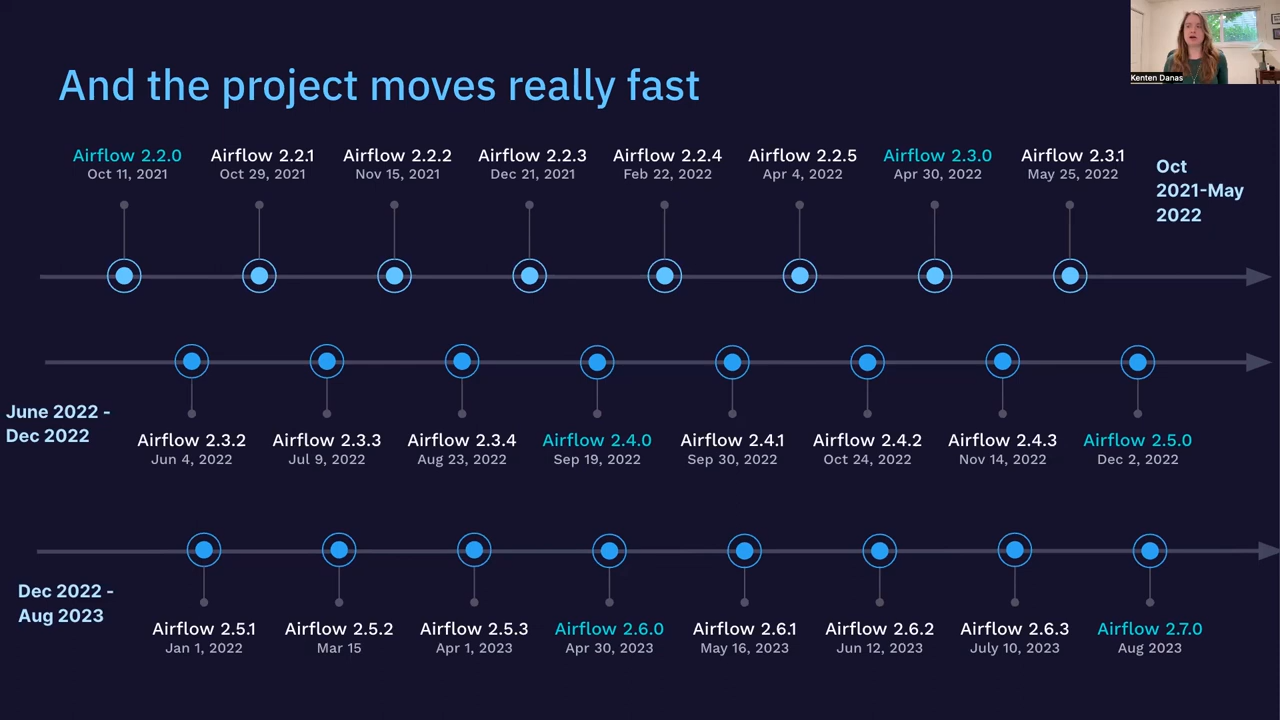 And the project moves really fast
Kenten Danas
Airflow 2.2.0
Oct 11, 2021
Airflow 2.2.1
Oct 29, 2021
Airflow 2.2.2
Nov 15, 2021
Airflow 2.2.3
Dec 21, 2021
Airflow 2.2.4
Feb 22, 2022
Airflow 2.2.5
Apr 4, 2022
Airflow 2.3.0
Apr 30, 2022
Airflow 2.3.1
May 25, 2022
Oct
2021-May
2022
June 2022 -
Dec 2022
Airflow 2.3.2
Jun 4, 2022
Airflow 2.3.3
Jul 9, 2022
Airflow 2.3.4
Aug 23, 2022
Airflow 2.4.0
Sep 19, 2022
Airflow 2.4.1
Sep 30, 2022
Airflow 2.4.2
Oct 24, 2022
Airflow 2.4.3
Nov 14, 2022
Airflow 2.5.0
Dec 2, 2022
Dec 2022 -
Aug 2023
Airflow 2.5.1
Jan 1, 2022
Airflow 2.5.2
Mar 15
Airflow 2.5.3
Apr 1, 2023
Airflow 2.6.0
Apr 30, 2023
Airflow 2.6.1
May 16, 2023
Airflow 2.6.2
Jun 12, 2023
Airflow 2.6.3
July 10, 2023
Airflow 2.7.0
Aug 2023